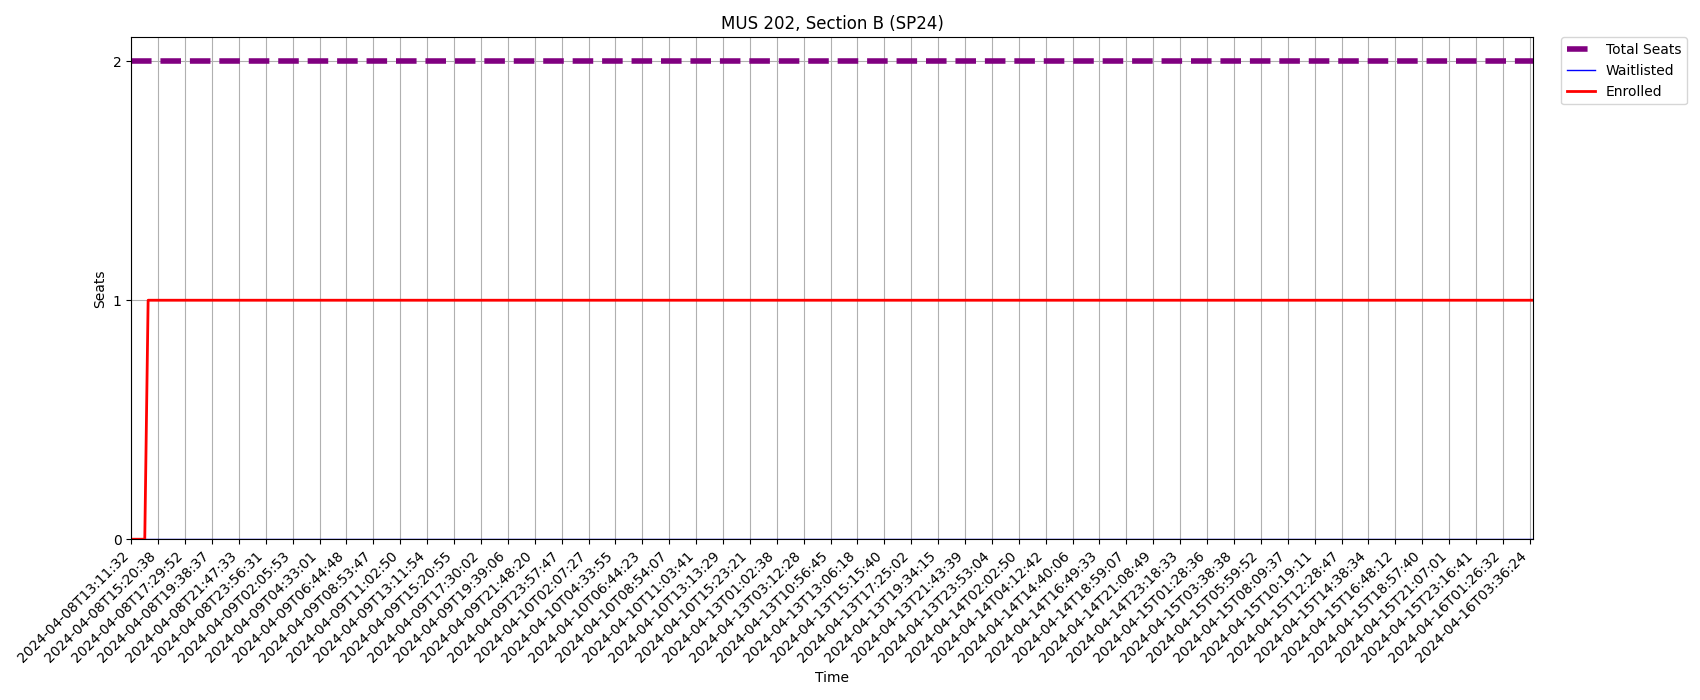 MUS 202, Section B (SP24)
Total Seats
Waitlisted
Enrolled
2
1
0
Seats
2024-04-08T13:11:32
2024-04-08T15:20:38
2024-04-08T17:29:52
2024-04-08T19:38:37
2024-04-08T21:47:33
2024-04-08T23:56:31
2024-04-09T02:05:53
2024-04-09T04:33:01
2024-04-09T06:44:48
2024-04-09T08:53:47
2024-04-09T11:02:50
2024-04-09T13:11:54
2024-04-09T15:20:55
2024-04-09T17:30:02
2024-04-09T19:39:06
2024-04-09T21:48:20
2024-04-09T23:57:47
2024-04-10T02:07:27
2024-04-10T04:33:55
2024-04-10T06:44:23
2024-04-10T08:54:07
2024-04-10T11:03:41
2024-04-10T13:13:29
2024-04-10T15:23:21
2024-04-13T01:02:38
2024-04-13T03:12:28
2024-04-13T10:56:45
2024-04-13T13:06:18
2024-04-13T15:15:40
2024-04-13T17:25:02
2024-04-13T19:34:15
2024-04-13T21:43:39
2024-04-13T23:53:04
2024-04-14T02:02:50
2024-04-14T04:12:42
2024-04-14T14:40:06
2024-04-14T16:49:33
2024-04-14T18:59:07
2024-04-14T21:08:49
2024-04-14T23:18:33
2024-04-15T01:28:36
2024-04-15T03:38:38
2024-04-15T05:59:52
2024-04-15T08:09:37
2024-04-15T10:19:11
2024-04-15T12:28:47
2024-04-15T14:38:34
2024-04-15T16:48:12
2024-04-15T18:57:40
2024-04-15T21:07:01
2024-04-15T23:16:41
2024-04-16T01:26:32
2024-04-16T03:36:24
Time